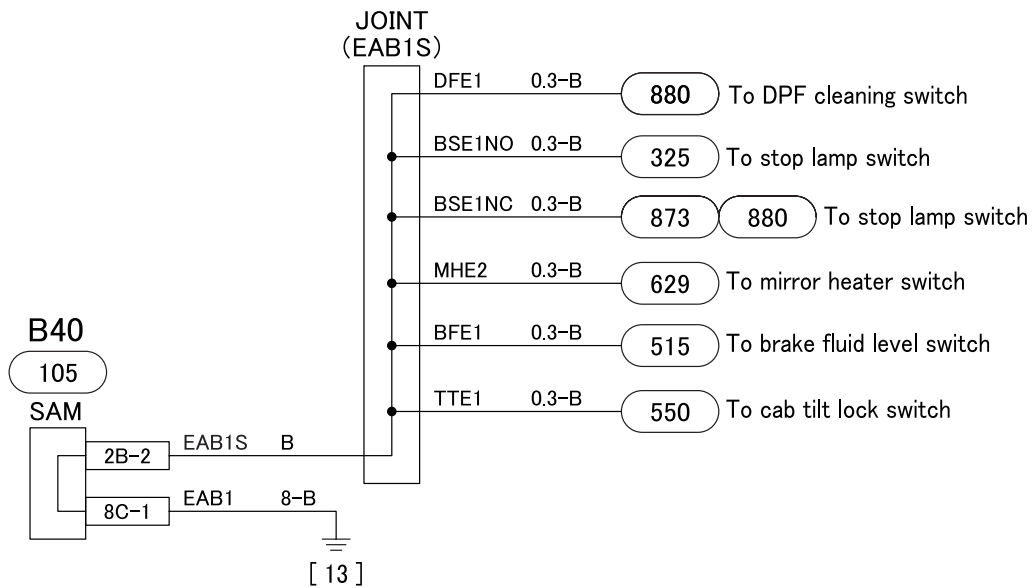 JOINT
(EAB1S)
DFE1 0.3-B 880 To DPF cleaning switch
BSE1NO 0.3-B 325 To stop lamp switch
BSE1NC 0.3-B 873 880 To stop lamp switch
MHE2 0.3-B 629 To mirror heater switch
B40
BFE1 0.3-B 515 To brake fluid level switch
105
TTE1 0.3-B 550 To cab tilt lock switch
SAM
2B-2 EAB1S B
8C-1 EAB1 8-B
[ 13 ]